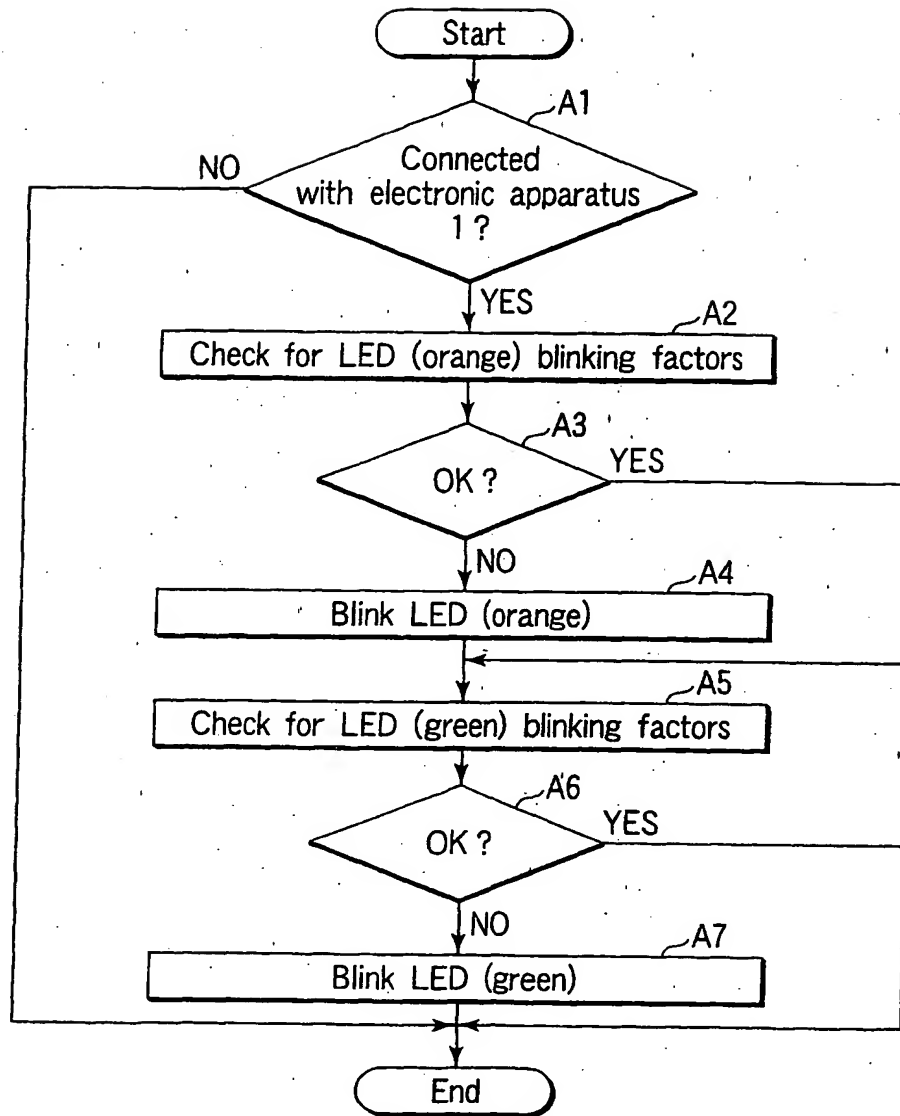 Start
A1
NO
Connected
with electronic apparatus
1?
YES
A2
Check for LED (orange) blinking factors
A3
OK?
YES
NO
A4
Blink LED (orange)
A5
Check for LED (green) blinking factors
A6
OK?
YES
NO
A7
Blink LED (green)
End